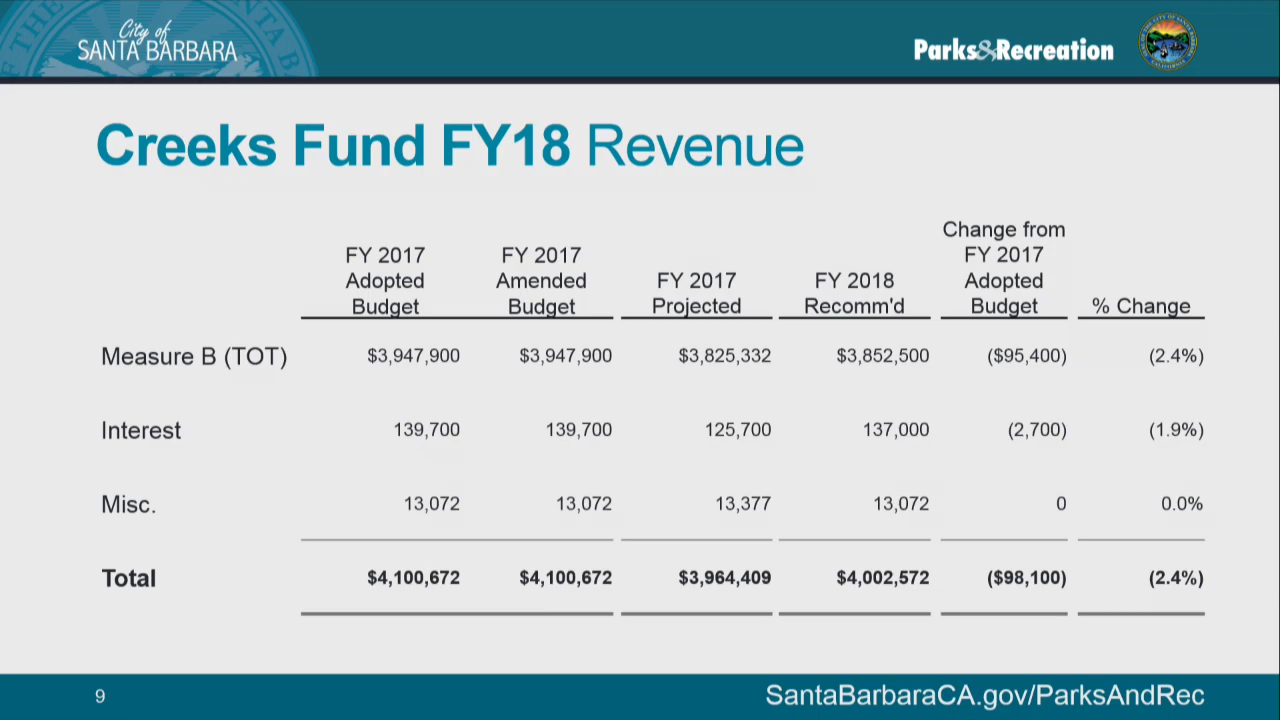 City of
SANTA BARBARA
Parks&Recreation
Creeks Fund FY18 Revenue
FY 2017 Adopted Budget FY 2017 Amended Budget FY 2017 Projected FY 2018 Recomm'd Change from FY 2017 Adopted Budget % Change
Measure B (TOT) $3,947,900 $3,947,900 $3,825,332 $3,852,500 ($95,400) (2.4%)
Interest 139,700 139,700 125,700 137,000 (2,700) (1.9%)
Misc. 13,072 13,072 13,377 13,072 0 0.0%
Total $4,100,672 $4,100,672 $3,964,409 $4,002,572 ($98,100) (2.4%)
9
SantaBarbaraCA.gov/ParksAndRec